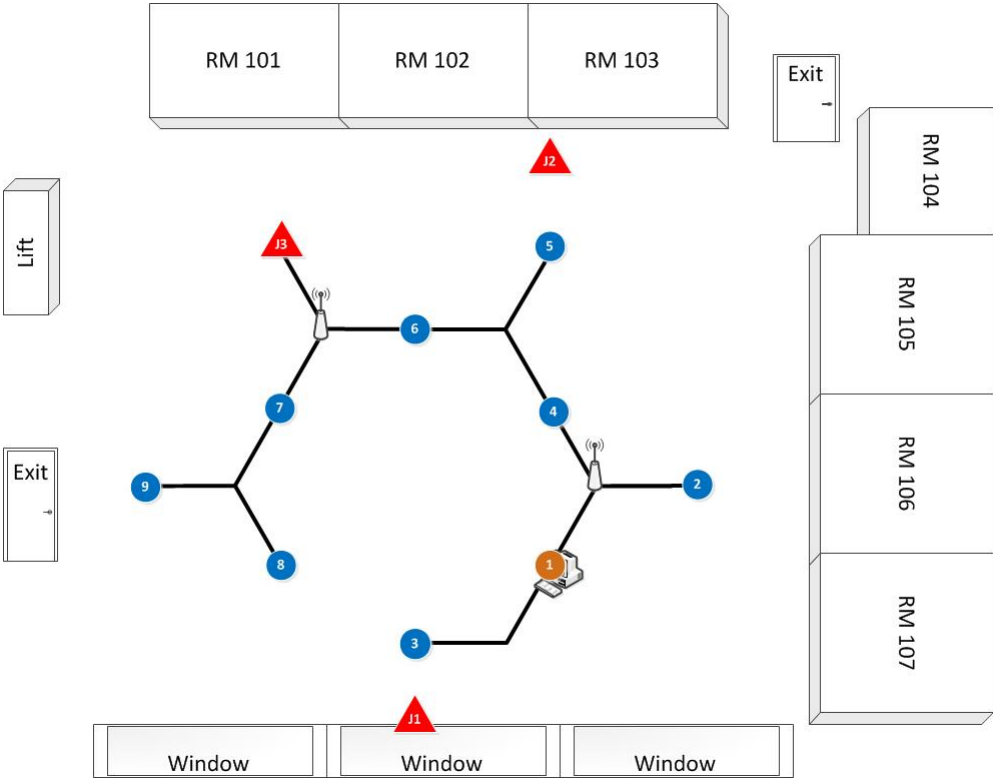 RM 101
RM 102
RM 103
Exit
RM 104
J2
Lift
J3
5
RM 105
6
7
4
RM 106
Exit
9
2
8
1
RM 107
3
J1
Window
Window
Window